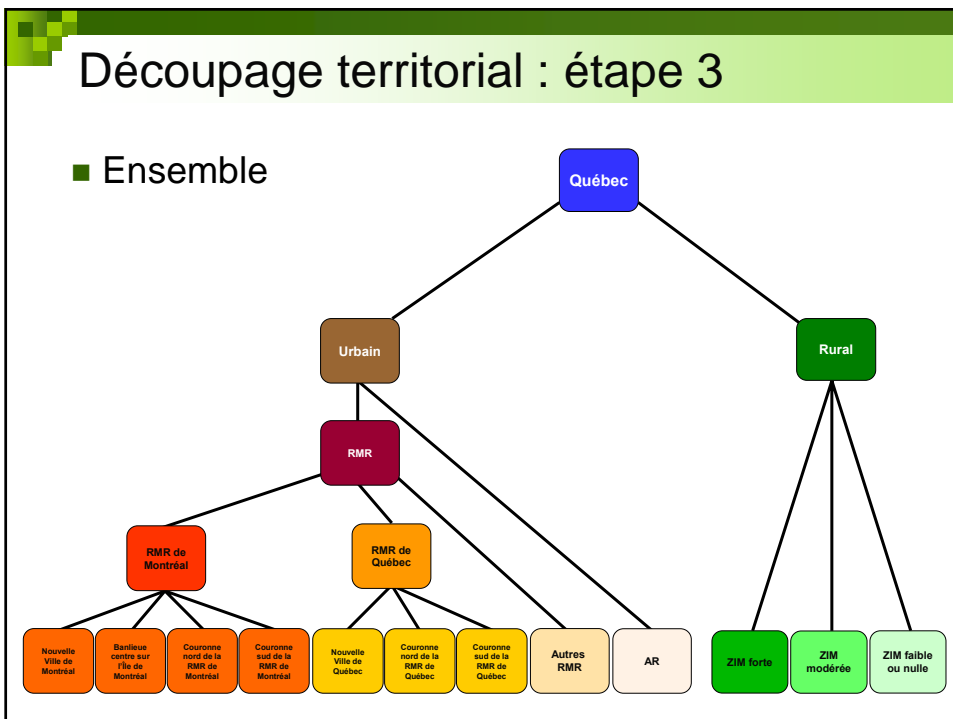 Découpage territorial : étape 3
Ensemble
Québec
Urbain
Rural
RMR
RMR de
Montréal
RMR de
Québec
Nouvelle
Ville de
Montréal
Banlieue
centre sur
l'Île de
Montréal
Couronne
nord de la
RMR de
Montréal
Couronne
sud de la
RMR de
Montréal
Nouvelle
Ville de
Québec
Couronne
nord de la
RMR de
Québec
Couronne
sud de la
RMR de
Québec
Autres
RMR
AR
ZIM forte
ZIM
modérée
ZIM faible
ou nulle